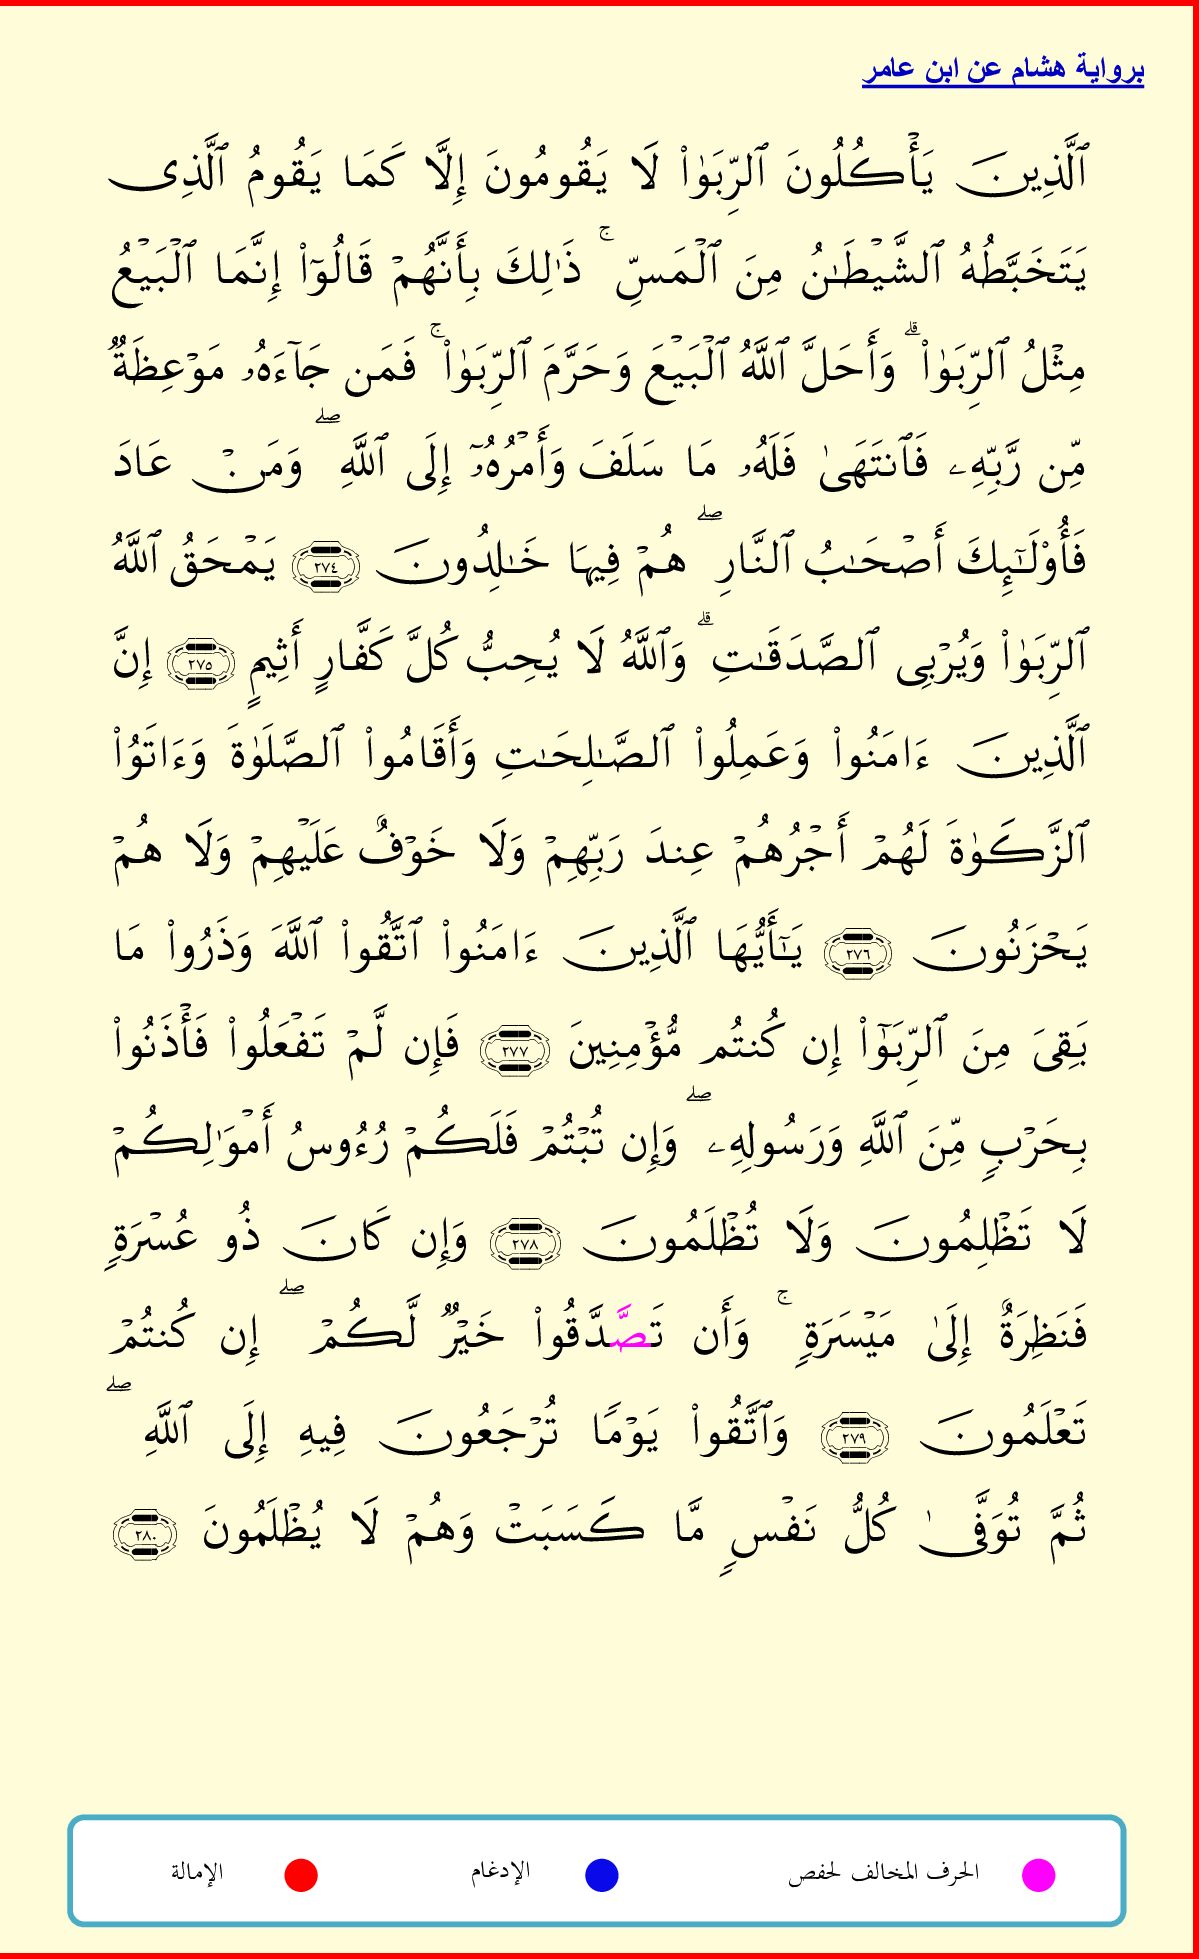 برواية هشام عن ابن عامر
ٱلَّذِينَ يَأۡكُلُونَ ٱلرِّبَوٰاْ لَا يَقُومُونَ إِلَّا كَمَا يَقُومُ ٱلَّذِى
يَتَخَبَّطُهُ ٱلشَّيۡطَٰنُ مِنَ ٱلۡمَسِّ ۚ ذَٰلِكَ بِأَنَّهُمۡ قَالُوٓاْ إِنَّمَا ٱلۡبَيۡعُ
مِثۡلُ ٱلرِّبَوٰاْ ۗ وَأَحَلَّ ٱللَّهُ ٱلۡبَيۡعَ وَحَرَّمَ ٱلرِّبَوٰاْ ۚ فَمَن جَآءَهُۥ مَوۡعِظَةٌ
مِّن رَّبِّهِۦ فَٱنتَهَىٰ فَلَهُۥ مَا سَلَفَ وَأَمۡرُهُۥٓ إِلَى ٱللَّهِ ۖ وَمَنۡ عَادَ
فَأُوْلَٰٓئِكَ أَصۡحَٰبُ ٱلنَّارِ ۖ هُمۡ فِيهَا خَٰلِدُونَ ٢٧٤ يَمۡحَقُ ٱللَّهُ
ٱلرِّبَوٰاْ وَيُرۡبِى ٱلصَّدَقَٰتِ ۗ وَٱللَّهُ لَا يُحِبُّ كُلَّ كَفَّارٍ أَثِيمٍ ٢٧٥ إِنَّ
ٱلَّذِينَ ءَامَنُواْ وَعَمِلُواْ ٱلصَّٰلِحَٰتِ وَأَقَامُواْ ٱلصَّلَوٰةَ وَءَاتَوُاْ
ٱلزَّكَوٰةَ لَهُمۡ أَجۡرُهُمۡ عِندَ رَبِّهِمۡ وَلَا خَوۡفٌ عَلَيۡهِمۡ وَلَا هُمۡ
يَحۡزَنُونَ ٢٧٦ يَٰٓأَيُّهَا ٱلَّذِينَ ءَامَنُواْ ٱتَّقُواْ ٱللَّهَ وَذَرُواْ مَا
بَقِىَ مِنَ ٱلرِّبَوٰٓاْ إِن كُنتُم مُّؤۡمِنِينَ ٢٧٧ فَإِن لَّمۡ تَفۡعَلُواْ فَأۡذَنُواْ
بِحَرۡبٍ مِّنَ ٱللَّهِ وَرَسُولِهِۦ ۖ وَإِن تُبۡتُمۡ فَلَكُمۡ رُءُوسُ أَمۡوَٰلِكُمۡ
لَا تَظۡلِمُونَ وَلَا تُظۡلَمُونَ ٢٧٨ وَإِن كَانَ ذُو عُسۡرَةٍ
فَنَظِرَةٌ إِلَىٰ مَيۡسَرَةٍ ۚ وَأَن تَصَّدَّقُواْ خَيۡرٌ لَّكُمۡ ۖ إِن كُنتُمۡ
تَعۡلَمُونَ ٢٧٩ وَٱتَّقُواْ يَوۡمًا تُرۡجَعُونَ فِيهِ إِلَى ٱللَّهِ ۖ
ثُمَّ تُوَفَّىٰ كُلُّ نَفۡسٍ مَّا كَسَبَتۡ وَهُمۡ لَا يُظۡلَمُونَ ٢٨٠
الحرف المخالف لحفص الإدغام الإمالة